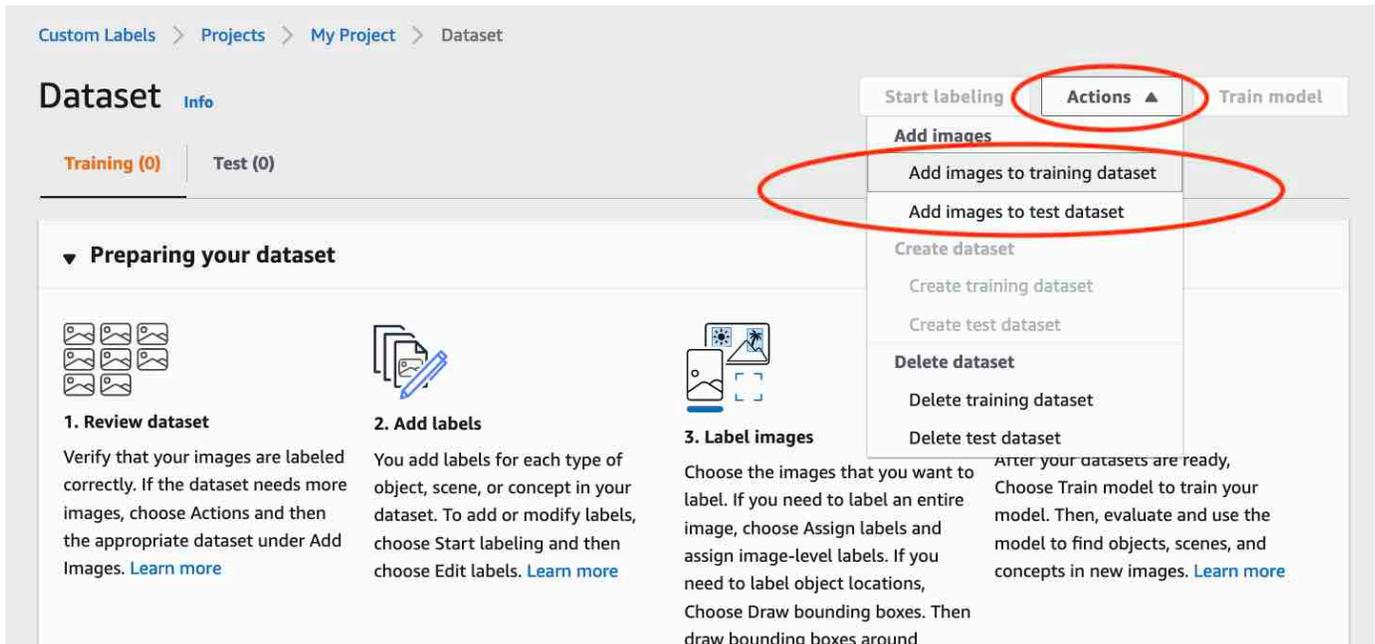 Custom Labels > Projects > My Project > Dataset
Dataset Info
Start labeling Actions ▲ Train model
Training (0) Test (0)
Add images
Add images to training dataset
Add images to test dataset
Create dataset
Create training dataset
Create test dataset
Delete dataset
Delete training dataset
Delete test dataset
▼ Preparing your dataset
1. Review dataset
Verify that your images are labeled
correctly. If the dataset needs more
images, choose Actions and then
the appropriate dataset under Add
Images. Learn more
2. Add labels
You add labels for each type of
object, scene, or concept in your
dataset. To add or modify labels,
choose Start labeling and then
choose Edit labels. Learn more
3. Label images
Choose the images that you want to
label. If you need to label an entire
image, choose Assign labels and
assign image-level labels. If you
need to label object locations,
Choose Draw bounding boxes. Then
draw bounding boxes around
After your datasets are ready,
Choose Train model to train your
model. Then, evaluate and use the
model to find objects, scenes, and
concepts in new images. Learn more